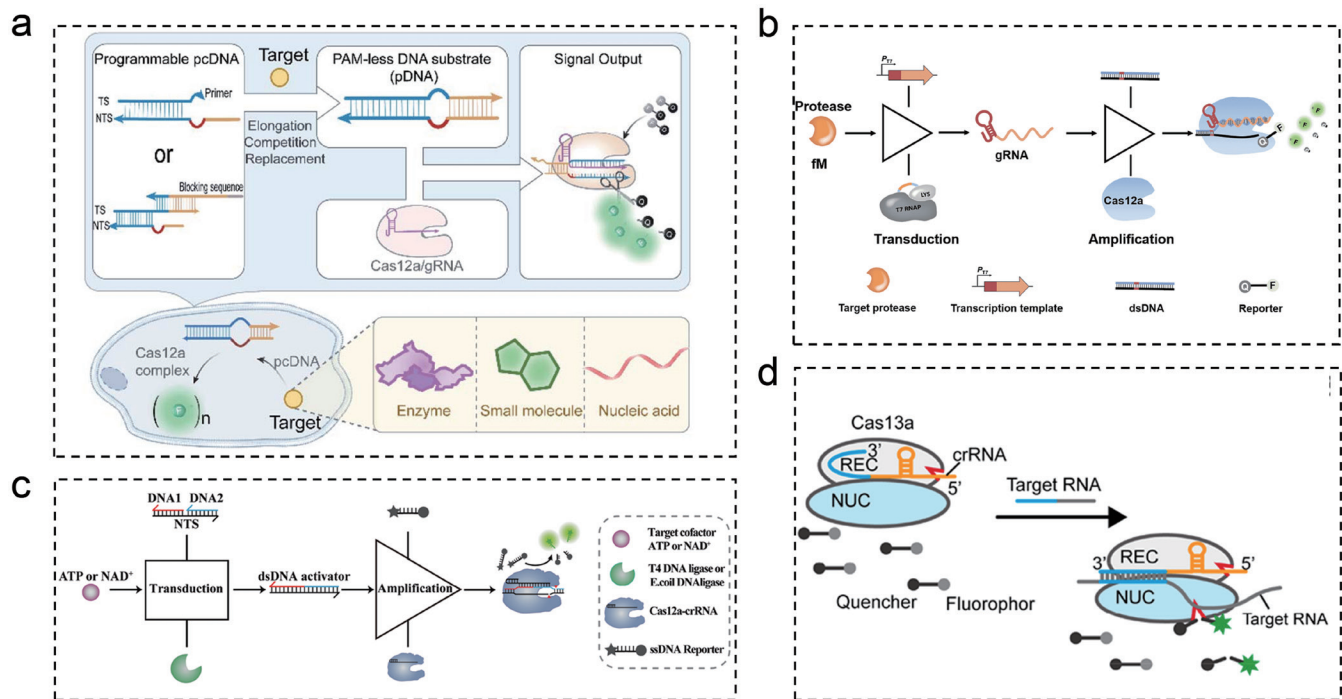 a
Programmable pcDNA
Primer
TS
NTS
or
Blocking sequence
TS
NTS
Target
Elongation
Competition
Replacement
PAM-less DNA substrate
(pDNA)
Cas12a/gRNA
Signal Output
Q
Q
Q
F
F
F
F
Cas12a
complex
pcDNA
( F )n
Target
Enzyme
Small molecule
Nucleic acid
b
Protease
fM
PT7
LYS
T7 RNAP
Transduction
gRNA
Cas12a
Amplification
Q
F
F
F
F
Target protease
PT7
Transcription template
dsDNA
Q F
Reporter
c
DNA1 DNA2
NTS
ATP or NAD+
Transduction
dsDNA activator
Amplification
Target cofactor
ATP or NAD+
T4 DNA ligase or
E.coil DNAligase
Cas12a-crRNA
ssDNA Reporter
d
Cas13a
3’
REC
crRNA
5’
NUC
Quencher
Fluorophor
Target RNA
3’
REC
5’
NUC
Target RNA